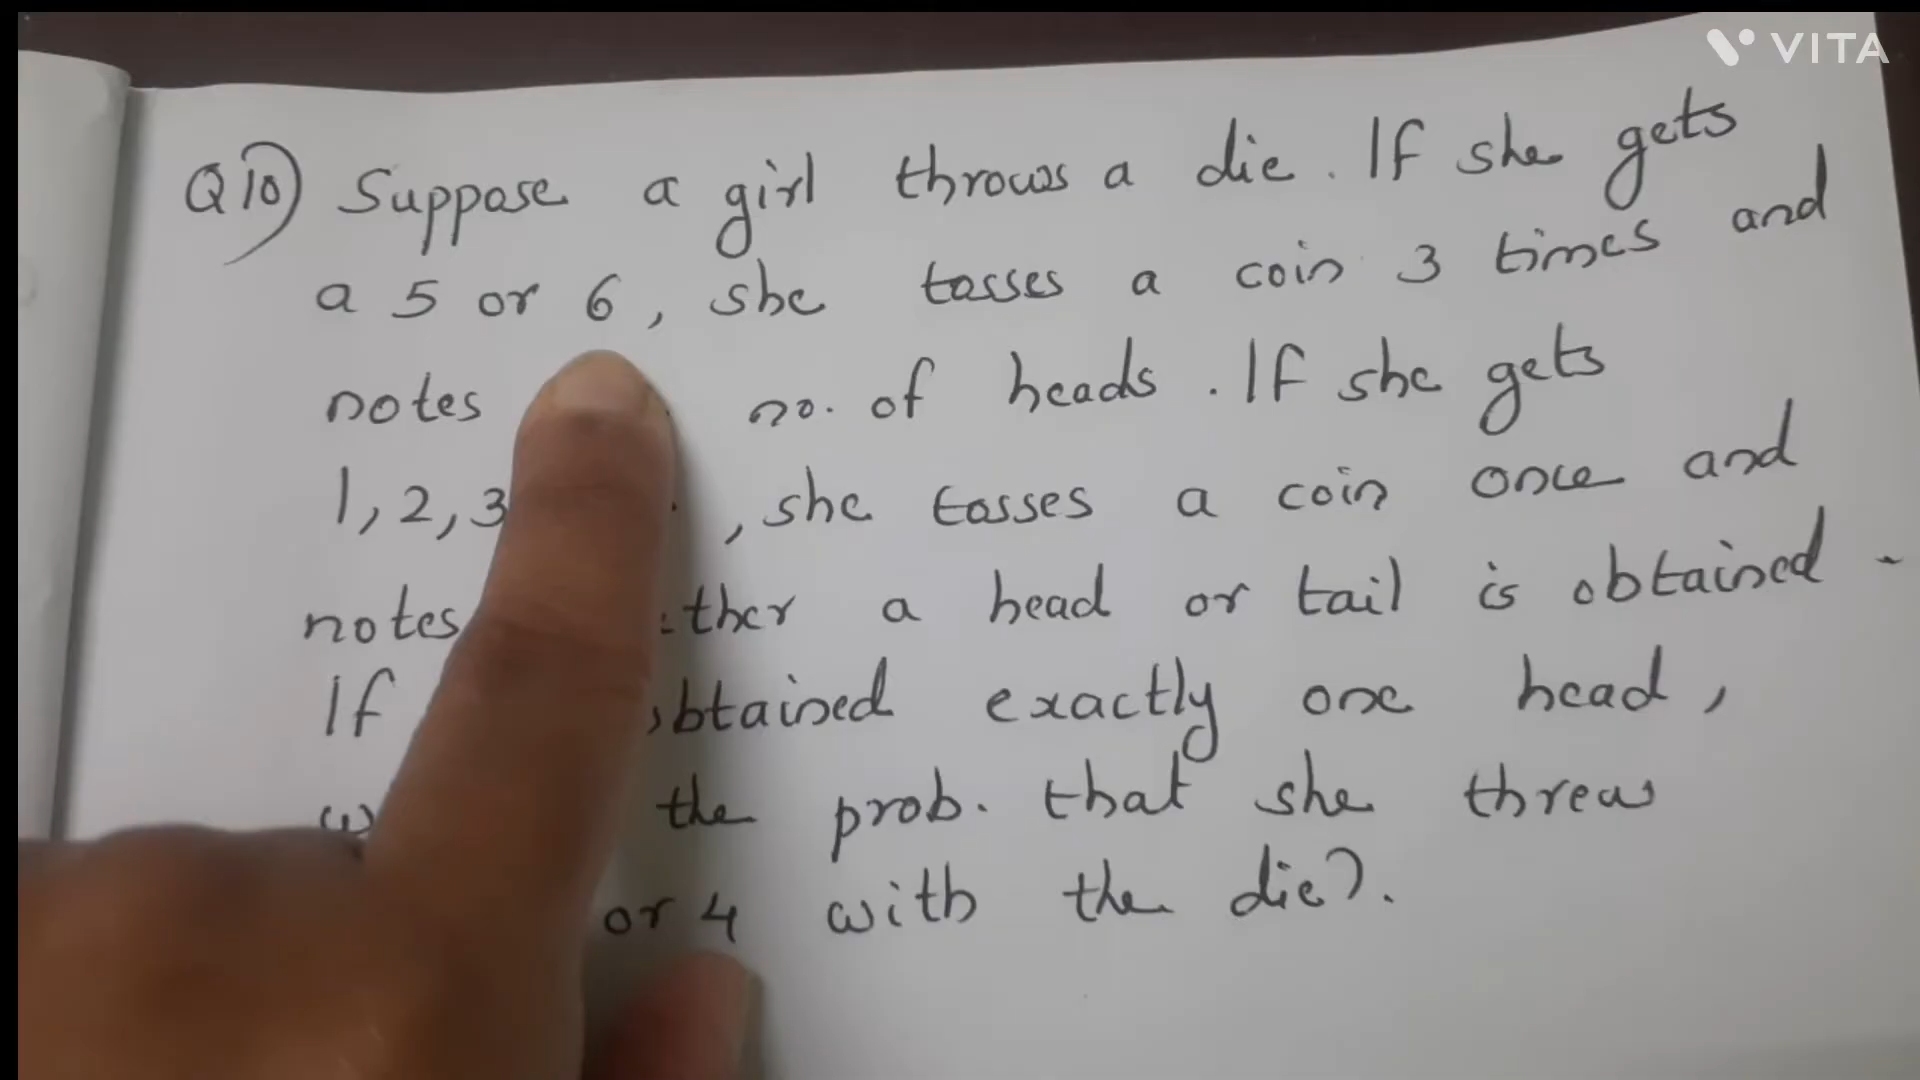 VITA
Q10) Suppose a girl throws a die. If she gets
a 5 or 6, she tosses a coin 3 times and
notes no. of heads. If she gets
1, 2, 3 , she tosses a coin once and
notes a head or tail is obtained.
If exactly one head,
the prob. that she threw
or 4 with the die?.